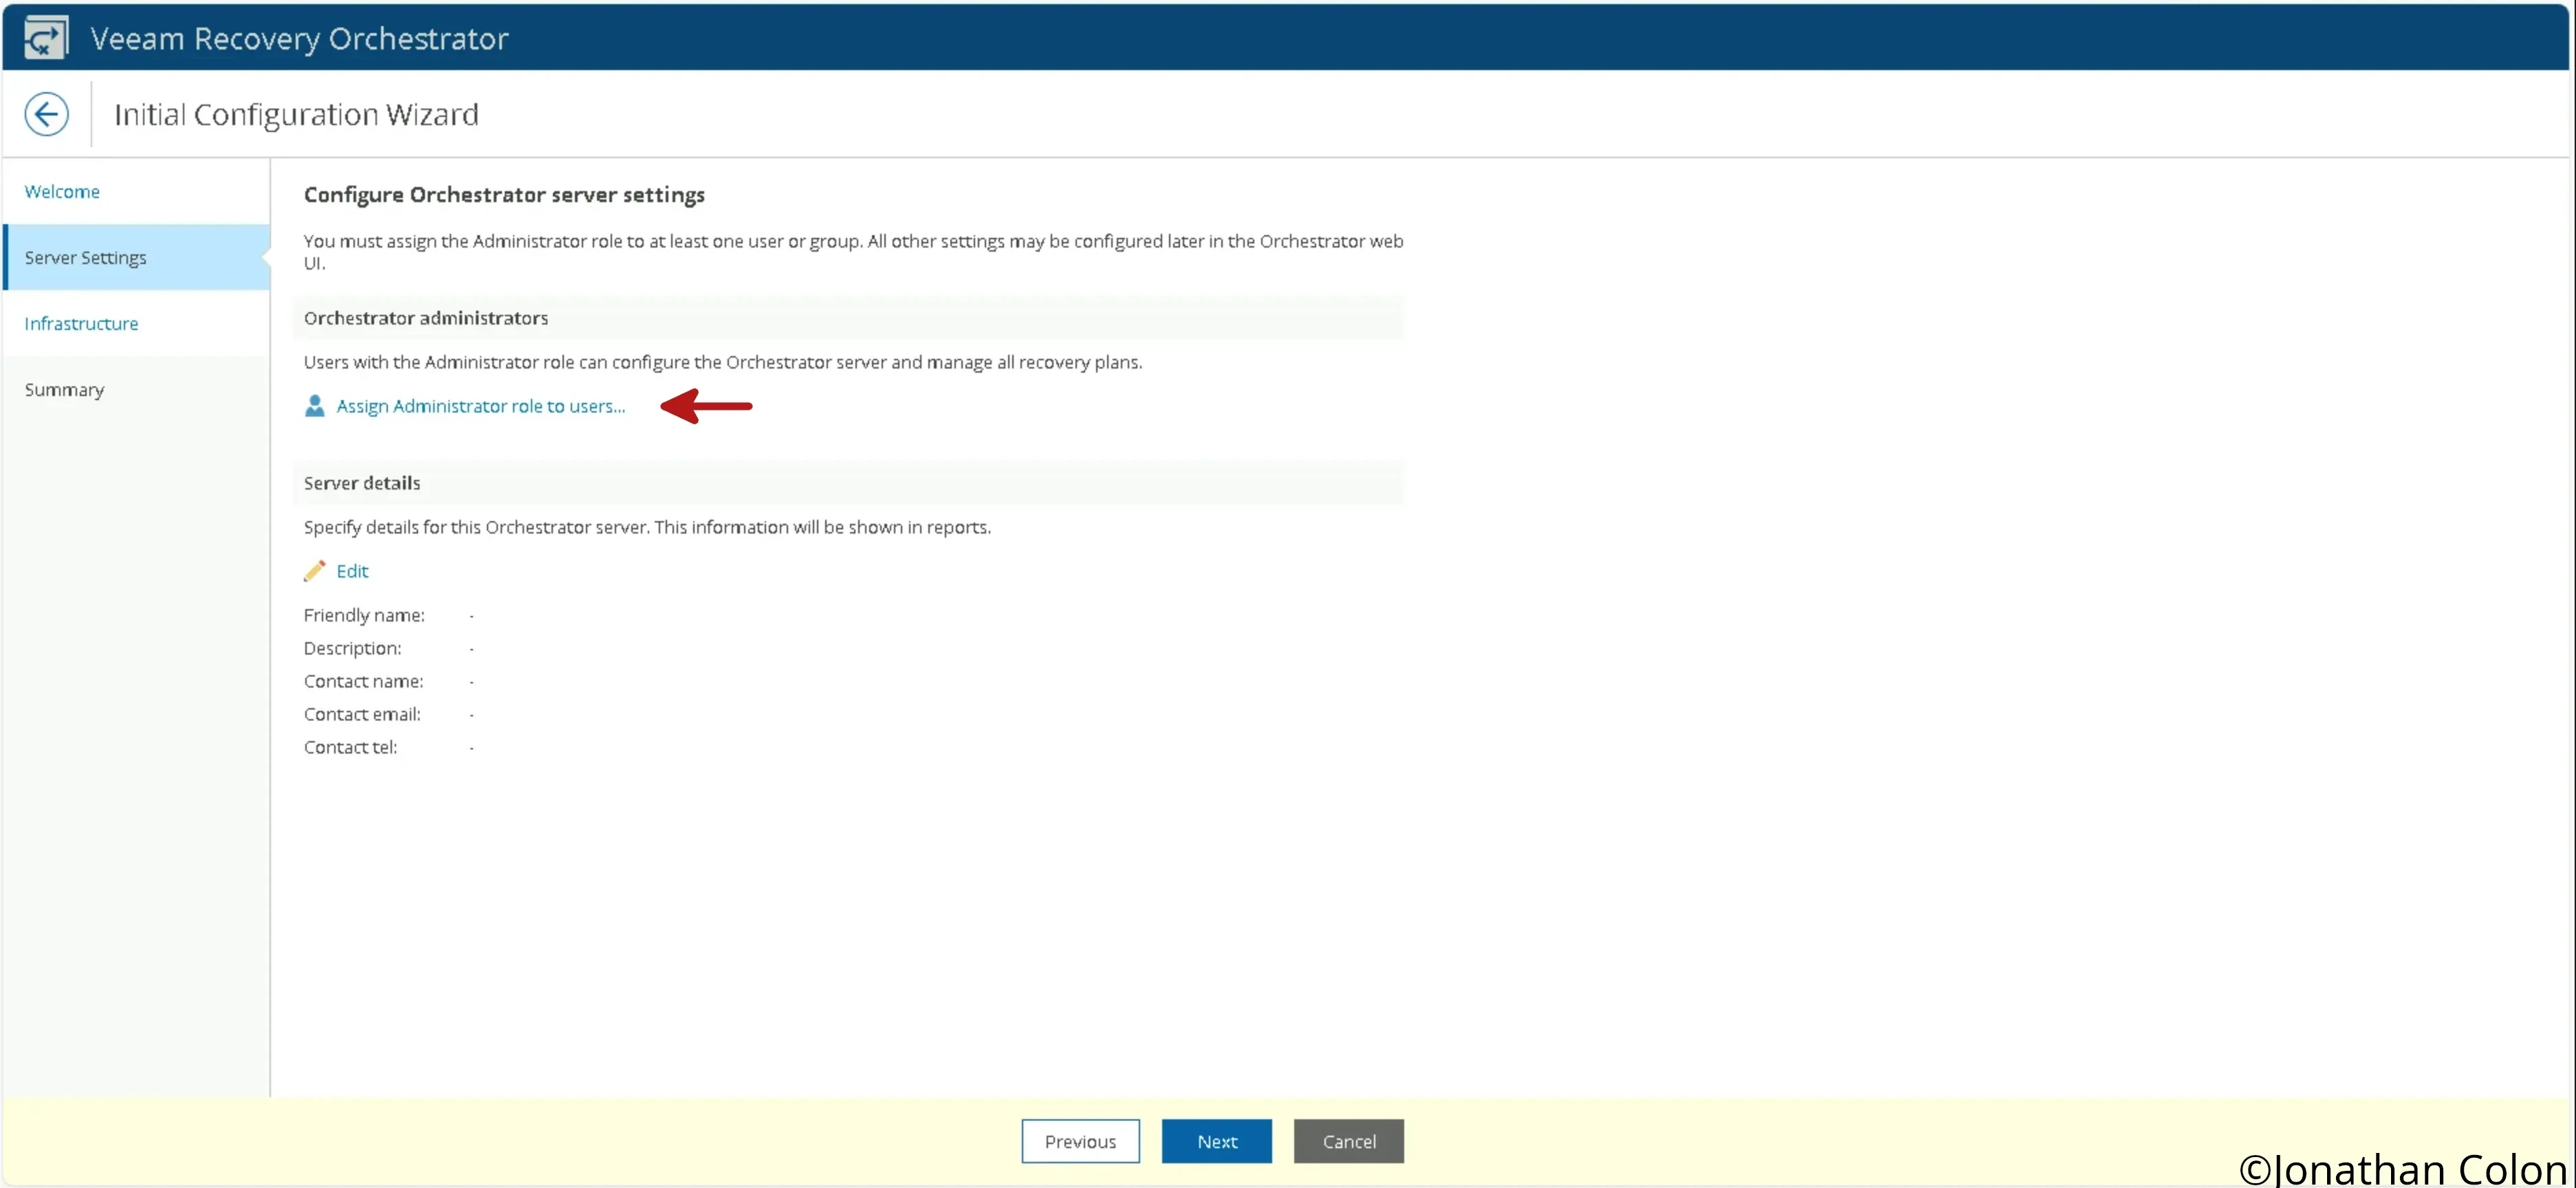 Veeam Recovery Orchestrator
Initial Configuration Wizard
Welcome
Server Settings
Infrastructure
Summary
Configure Orchestrator server settings
You must assign the Administrator role to at least one user or group. All other settings may be configured later in the Orchestrator web
UI.
Orchestrator administrators
Users with the Administrator role can configure the Orchestrator server and manage all recovery plans.
Assign Administrator role to users...
Server details
Specify details for this Orchestrator server. This information will be shown in reports.
Edit
Friendly name: -
Description: -
Contact name: -
Contact email: -
Contact tel: -
Previous Next Cancel
©Jonathan Colon